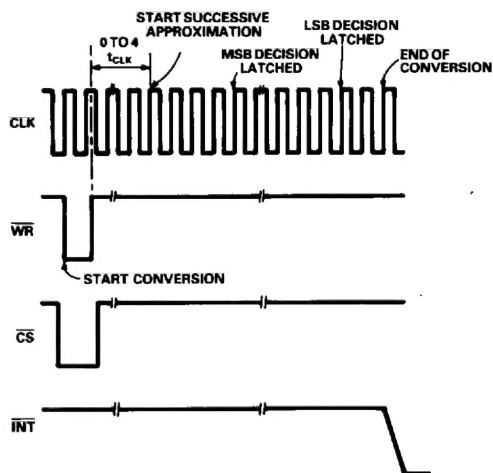 START SUCCESSIVE
APPROXIMATION
0 TO 4
tCLK
MSB DECISION
LATCHED
LSB DECISION
LATCHED
END OF
CONVERSION
CLK
WR
START CONVERSION
CS
INT